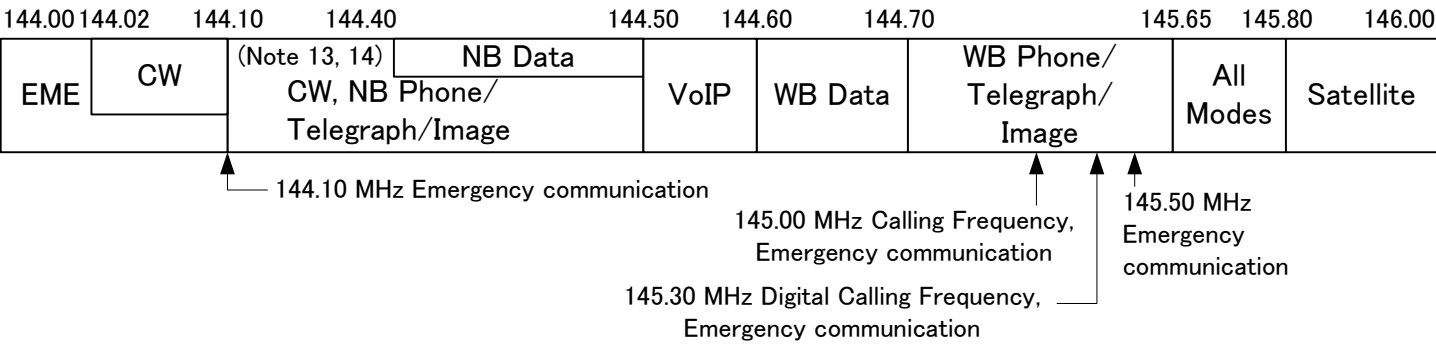 144.00 144.02 144.10 144.40 144.50 144.60 144.70 145.65 145.80 146.00
EME
CW
(Note 13, 14)
NB Data
CW, NB Phone/
Telegraph/Image
VoIP
WB Data
WB Phone/
Telegraph/
Image
All
Modes
Satellite
144.10 MHz Emergency communication
145.00 MHz Calling Frequency,
Emergency communication
145.30 MHz Digital Calling Frequency,
Emergency communication
145.50 MHz
Emergency
communication